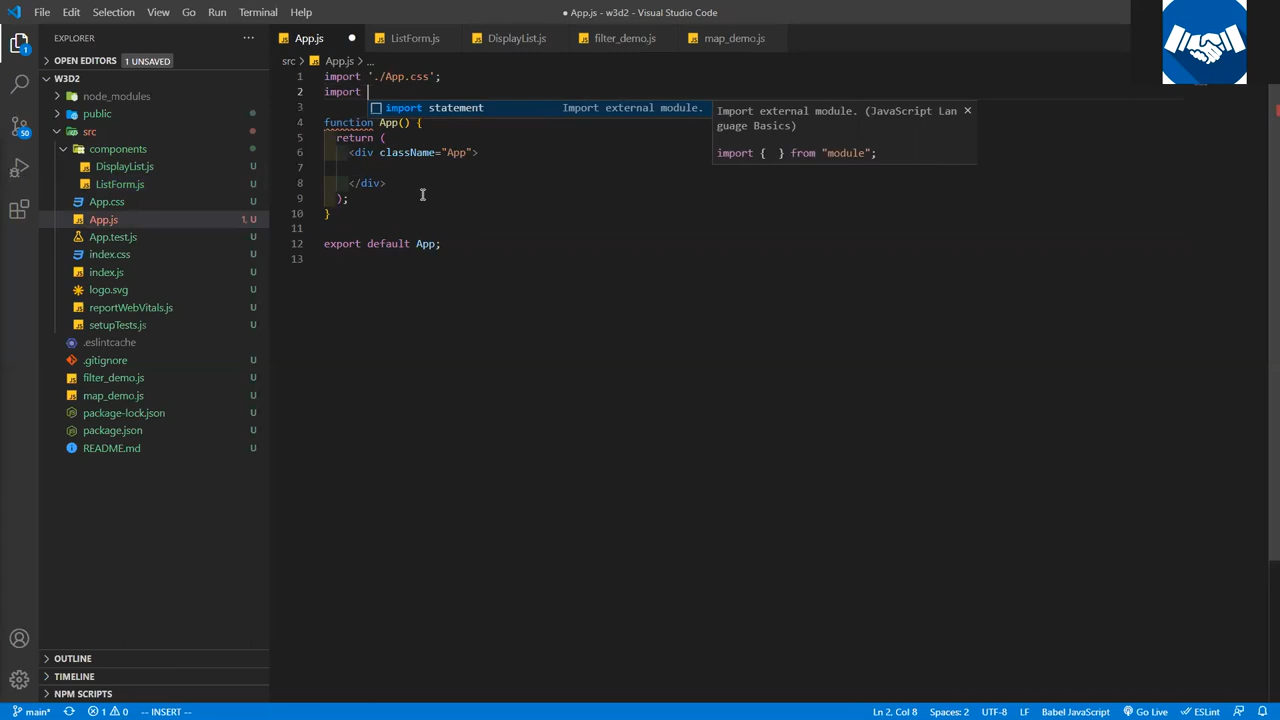 File Edit Selection View Go Run Terminal Help
● App.js - w3d2 - Visual Studio Code
EXPLORER
OPEN EDITORS 1 UNSAVED
W3D2
node_modules
public
src
components
DisplayList.js U
ListForm.js U
App.css U
App.js 1, U
App.test.js U
index.css U
index.js U
logo.svg U
reportWebVitals.js U
setupTests.js U
.eslintcache
.gitignore U
filter_demo.js U
map_demo.js U
package-lock.json U
package.json U
README.md U
OUTLINE
TIMELINE
NPM SCRIPTS
1
50
App.js ListForm.js DisplayList.js filter_demo.js map_demo.js
src > App.js > ...
1 import './App.css';
2 import
3
4 function App() {
5 return (
6 <div className="App">
7
8 </div>
9 );
10 }
11
12 export default App;
13
import statement Import external module.
Import external module. (JavaScript Lan
guage Basics)
import { } from "module";
main* 1 0 -- INSERT -- Ln 2, Col 8 Spaces: 2 UTF-8 LF Babel JavaScript Go Live ESLint